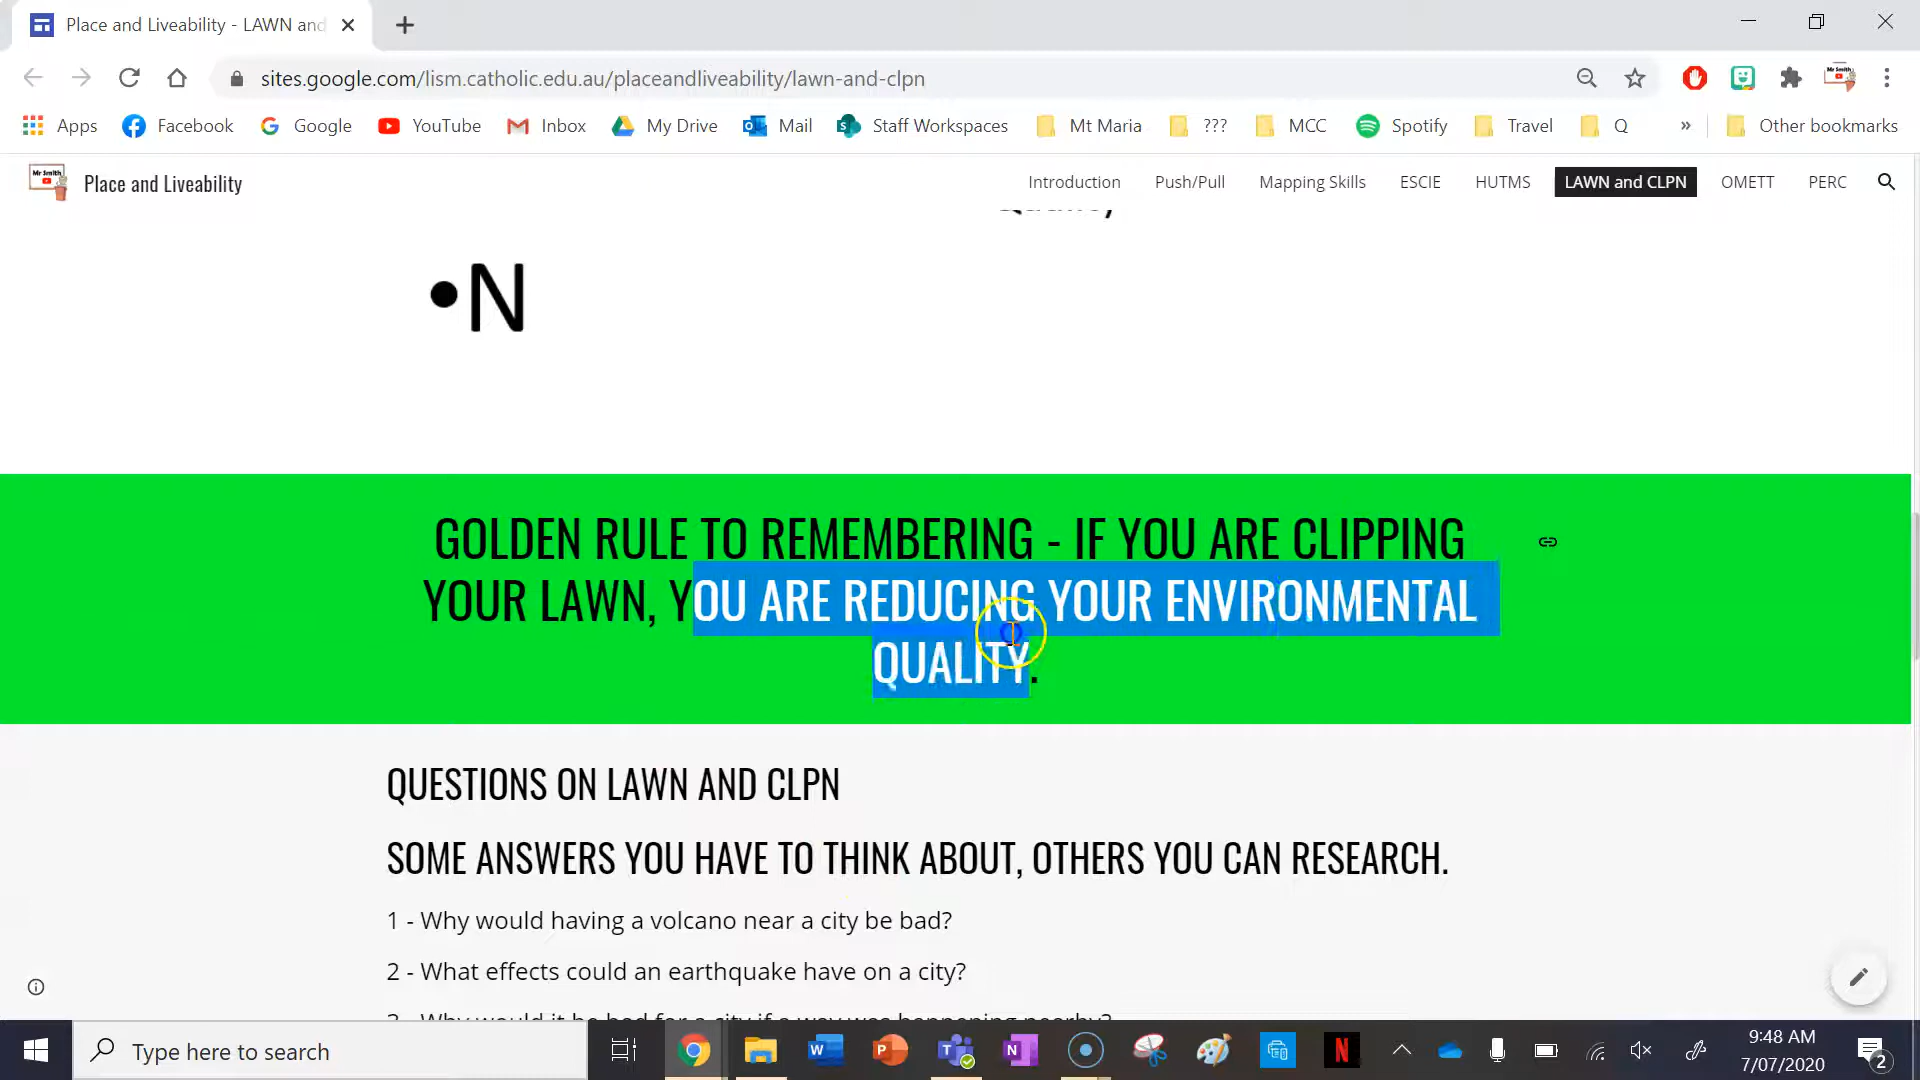 Place and Liveability - LAWN and
sites.google.com/lism.catholic.edu.au/placeandliveability/lawn-and-clpn
Apps Facebook Google YouTube Inbox My Drive Mail Staff Workspaces Mt Maria ??? MCC Spotify Travel Q » Other bookmarks
Mr Smith Place and Liveability Introduction Push/Pull Mapping Skills ESCIE HUTMS LAWN and CLPN OMETT PERC
•N
GOLDEN RULE TO REMEMBERING - IF YOU ARE CLIPPING
YOUR LAWN, YOU ARE REDUCING YOUR ENVIRONMENTAL
QUALITY.
QUESTIONS ON LAWN AND CLPN
SOME ANSWERS YOU HAVE TO THINK ABOUT, OTHERS YOU CAN RESEARCH.
1 - Why would having a volcano near a city be bad?
2 - What effects could an earthquake have on a city?
Type here to search
9:48 AM
7/07/2020
2